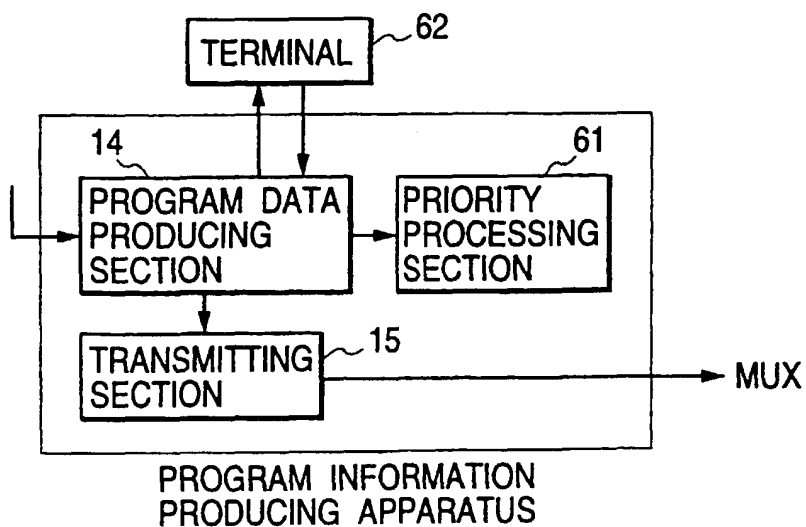 TERMINAL
62
14
PROGRAM DATA
PRODUCING
SECTION
61
PRIORITY
PROCESSING
SECTION
TRANSMITTING
SECTION
15
MUX
PROGRAM INFORMATION
PRODUCING APPARATUS